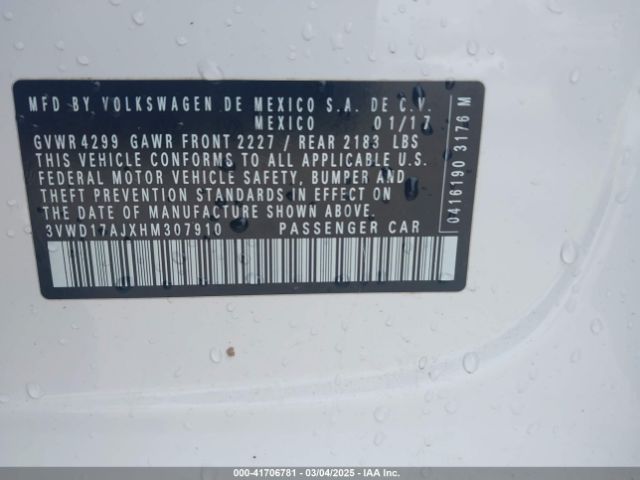 MFD BY VOLKSWAGEN DE MEXICO S.A. DE C.V.
MEXICO 01/17
GVWR 4299 GAWR FRONT 2227 / REAR 2183 LBS
THIS VEHICLE CONFORMS TO ALL APPLICABLE U.S.
FEDERAL MOTOR VEHICLE SAFETY, BUMPER AND
THEFT PREVENTION STANDARDS IN EFFECT ON THE
DATE OF MANUFACTURE SHOWN ABOVE.
3VWD17AJXHM307910 PASSENGER CAR
0416190 3176 M
000-41706781 - 03/04/2025 - IAA Inc.